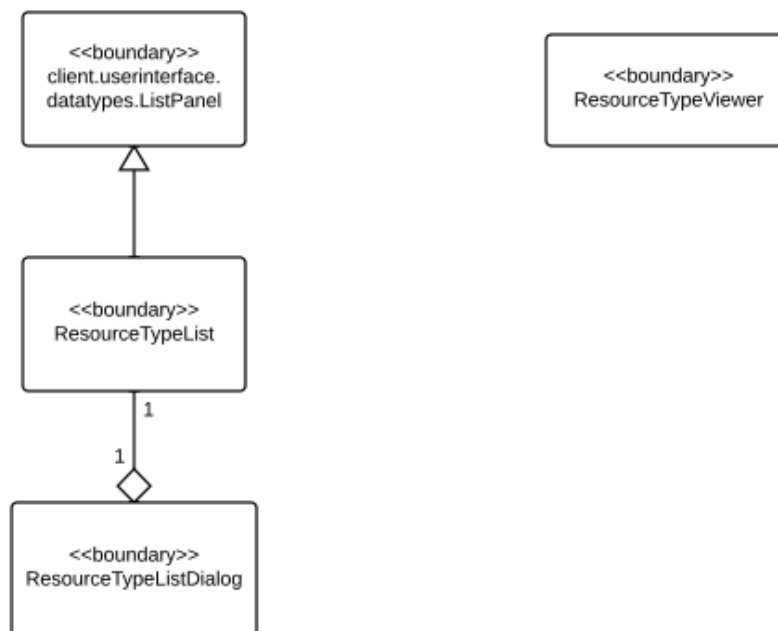 <<boundary>>
client.userinterface.
datatypes.ListPanel
<<boundary>>
ResourceTypeViewer
<<boundary>>
ResourceTypeList
1
1
<<boundary>>
ResourceTypeListDialog